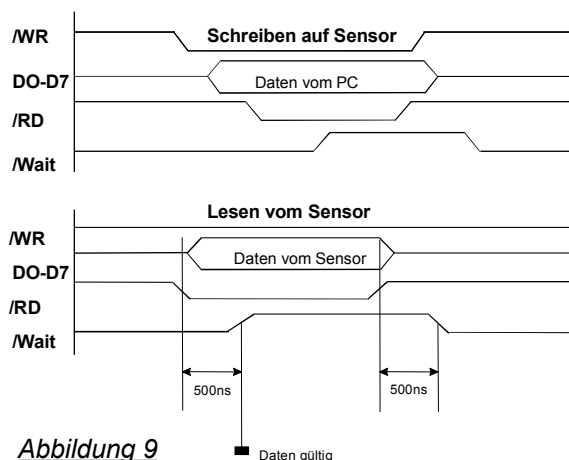 /WR Schreiben auf Sensor
DO-D7 Daten vom PC
/RD
/Wait
Lesen vom Sensor
/WR
Daten vom Sensor
DO-D7
/RD
/Wait
500ns 500ns
Abbildung 9 Daten gültig